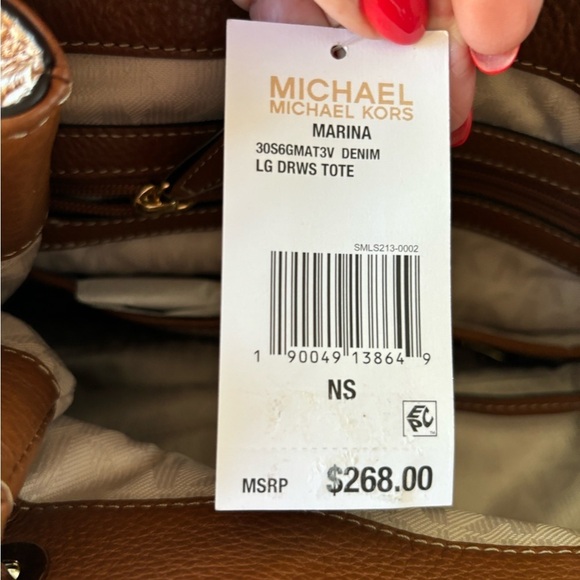 MICHAEL
MICHAEL KORS
MARINA
30S6GMAT3V DENIM
LG DRWS TOTE
SMLS213-0002
1 90049 13864 9
NS
EPC
MSRP $268.00